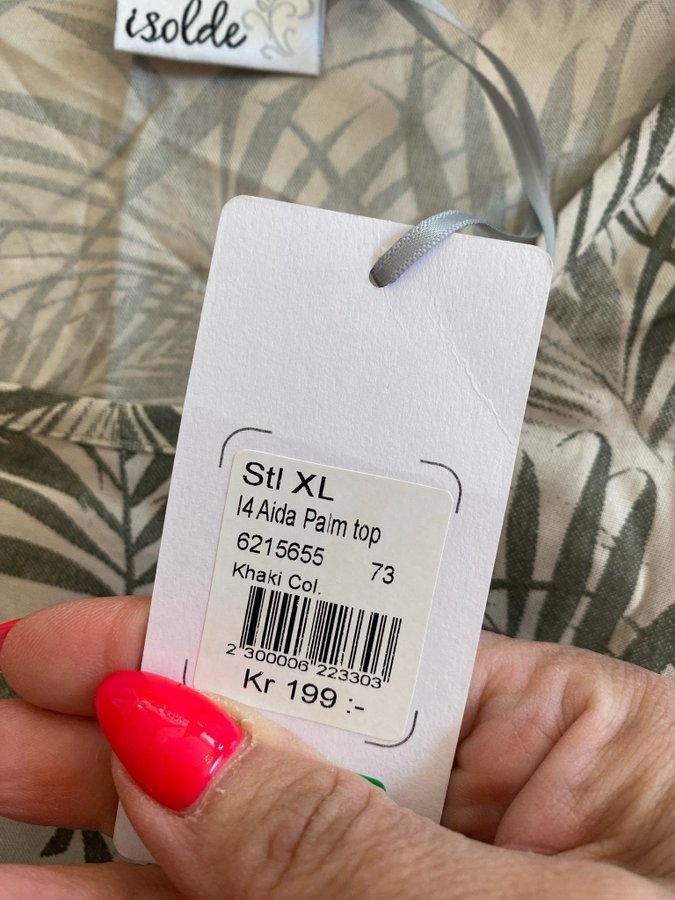 isolde
Stl XL
I4 Aida Palm top
6215655 73
Khaki Col.
2 300006 223303
Kr 199 :-